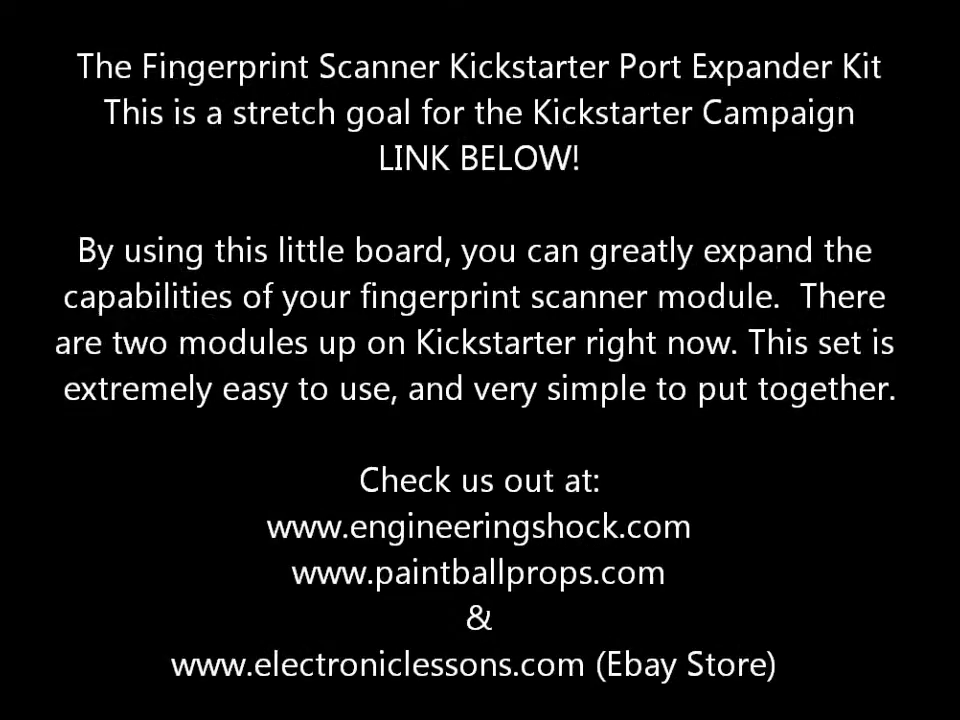 The Fingerprint Scanner Kickstarter Port Expander Kit
This is a stretch goal for the Kickstarter Campaign
LINK BELOW!
By using this little board, you can greatly expand the
capabilities of your fingerprint scanner module.  There
are two modules up on Kickstarter right now. This set is
extremely easy to use, and very simple to put together.
Check us out at:
www.engineeringshock.com
www.paintballprops.com
&
www.electroniclessons.com (Ebay Store)